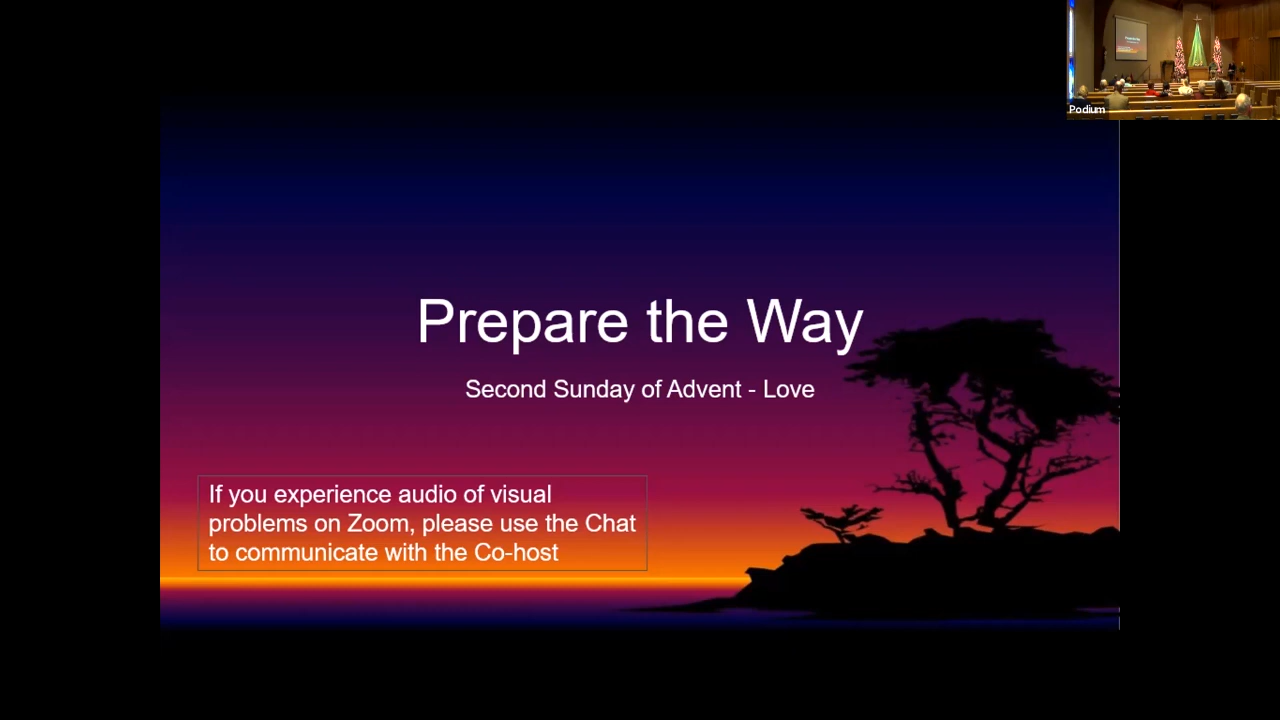 Prepare the Way
Second Sunday of Advent - Love
If you experience audio of visual
problems on Zoom, please use the Chat
to communicate with the Co-host
Podium